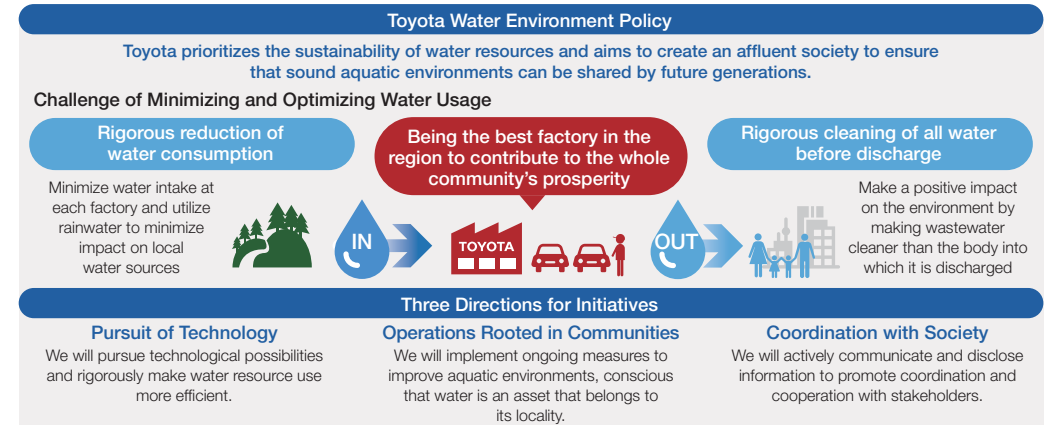 Toyota Water Environment Policy
Toyota prioritizes the sustainability of water resources and aims to create an affluent society to ensure
that sound aquatic environments can be shared by future generations.
Challenge of Minimizing and Optimizing Water Usage
Rigorous reduction of
water consumption
Minimize water intake at
each factory and utilize
rainwater to minimize
impact on local
water sources
IN
Being the best factory in the
region to contribute to the whole
community's prosperity
TOYOTA
OUT
Rigorous cleaning of all water
before discharge
Make a positive impact
on the environment by
making wastewater
cleaner than the body into
which it is discharged
Three Directions for Initiatives
Pursuit of Technology
We will pursue technological possibilities
and rigorously make water resource use
more efficient.
Operations Rooted in Communities
We will implement ongoing measures to
improve aquatic environments, conscious
that water is an asset that belongs to
its locality.
Coordination with Society
We will actively communicate and disclose
information to promote coordination and
cooperation with stakeholders.